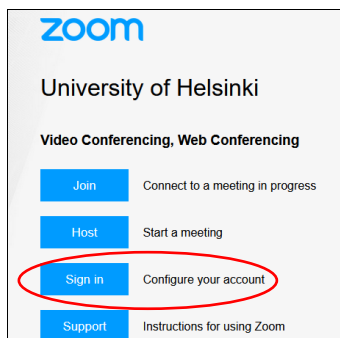 zoom
University of Helsinki
Video Conferencing, Web Conferencing
Join Connect to a meeting in progress
Host Start a meeting
Sign in Configure your account
Support Instructions for using Zoom